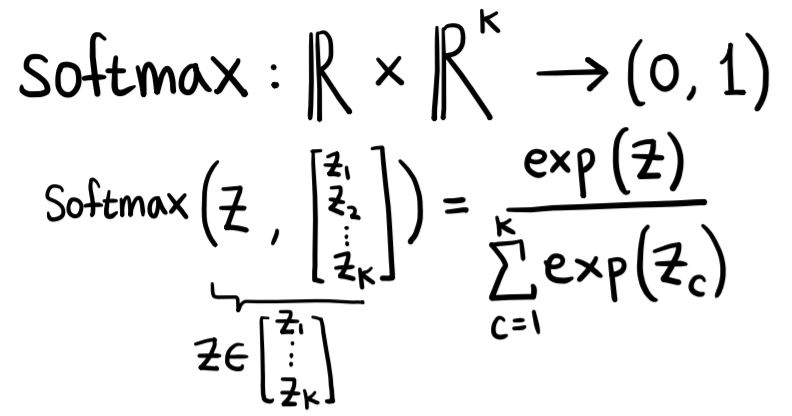 softmax : ℝ × ℝ^K → (0, 1)
Softmax(z, [z₁ z₂ ⋮ z_K]) = exp(z) / ∑_{c=1}^{K} exp(z_c)
z ∈ [z₁ ⋮ z_K]